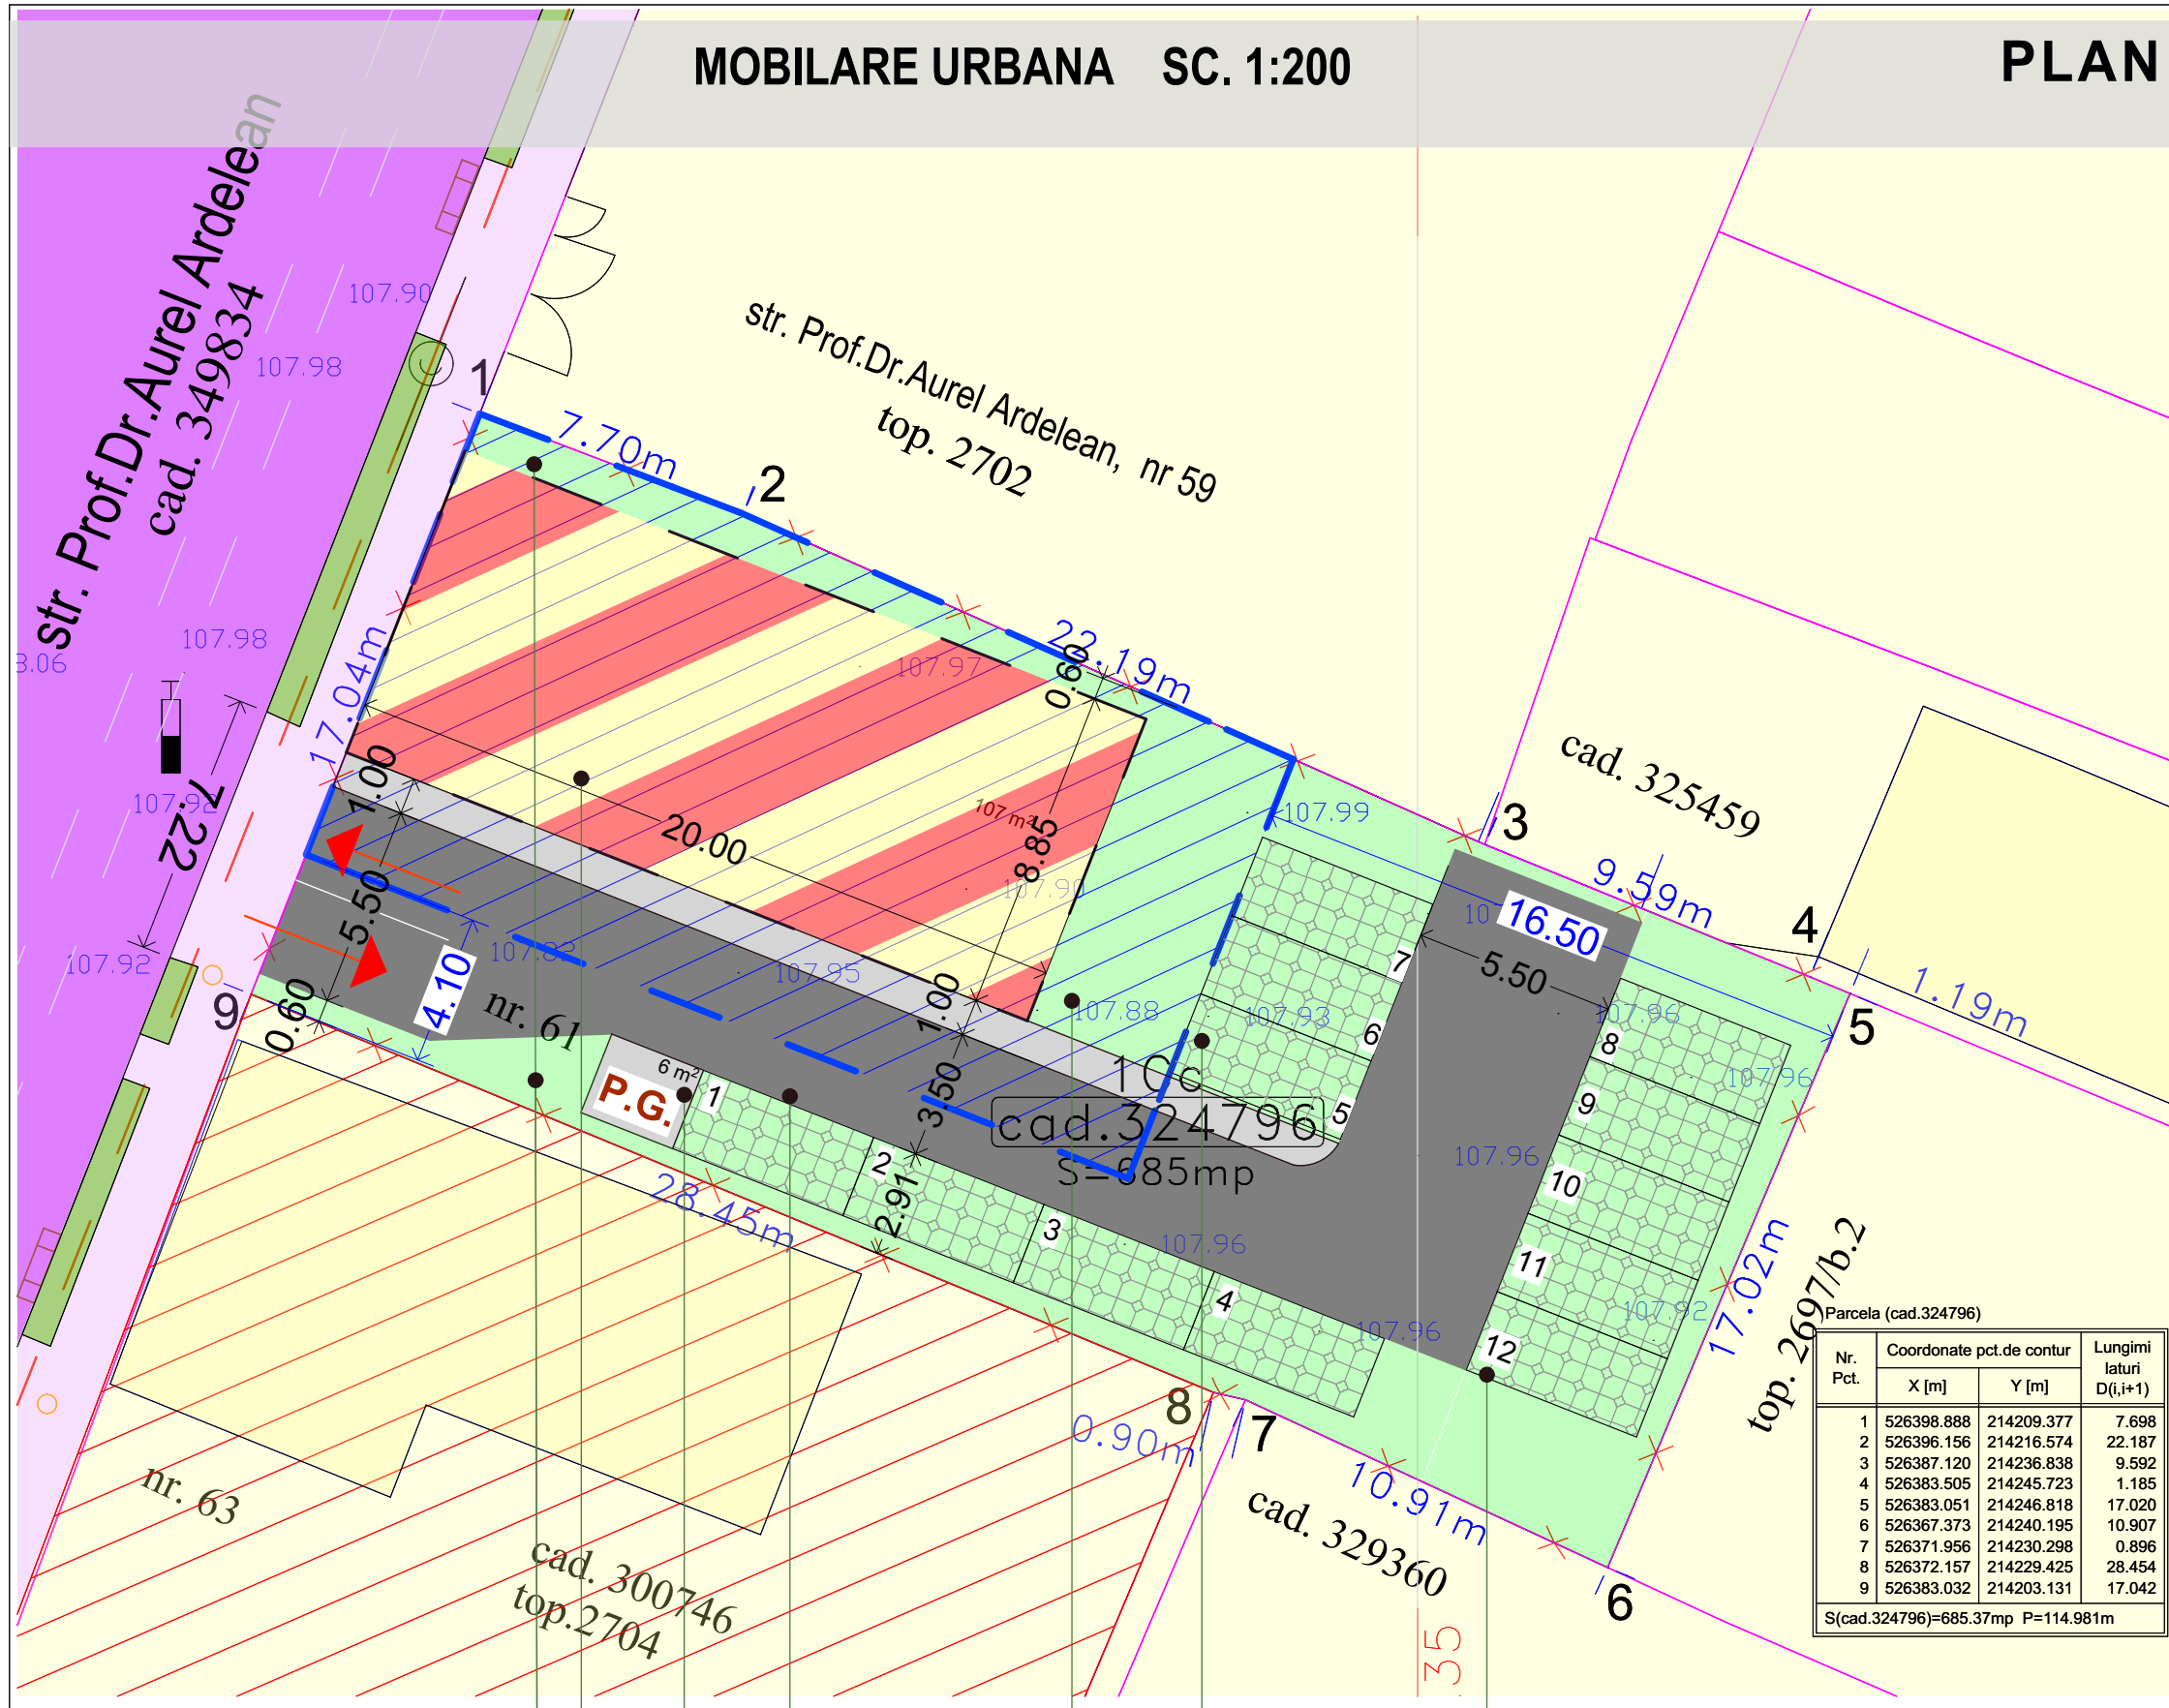 MOBILARE URBANA SC. 1:200
PLAN
str. Prof.Dr.Aurel Ardelean
cad. 349834
107.90
107.98
107.98
3.06
107.92
107.92
7.22
str. Prof.Dr.Aurel Ardelean, nr 59
top. 2702
1
7.70m
2
22.19m
0.60
17.04m
1.00
107.97
20.00
107 m²
8.85
107.90
107.99
3
cad. 325459
9.59m
4
1.19m
5
16.50
10
5.50
5.50
4.10
107.82
107.95
1.00
107.88
107.93
107.96
107.96
107.96
9
0.60
nr. 61
6 m²
P.G.
1
2
3
4
5
6
7
8
9
10
11
12
3.50
2.91
1Cc
cad.324796
S=685mp
107.96
107.96
107.92
28.45m
17.02m
top. 2697/b.2
8
0.90m
7
10.91m
6
cad. 329360
nr. 63
cad. 300746
top.2704
35
Parcela (cad.324796)
Nr. Pct. Coordonate pct.de contur Lungimi laturi D(i,i+1)
X [m] Y [m]
1 526398.888 214209.377 7.698
2 526396.156 214216.574 22.187
3 526387.120 214236.838 9.592
4 526383.505 214245.723 1.185
5 526383.051 214246.818 17.020
6 526367.373 214240.195 10.907
7 526371.956 214230.298 0.896
8 526372.157 214229.425 28.454
9 526383.032 214203.131 17.042
S(cad.324796)=685.37mp P=114.981m